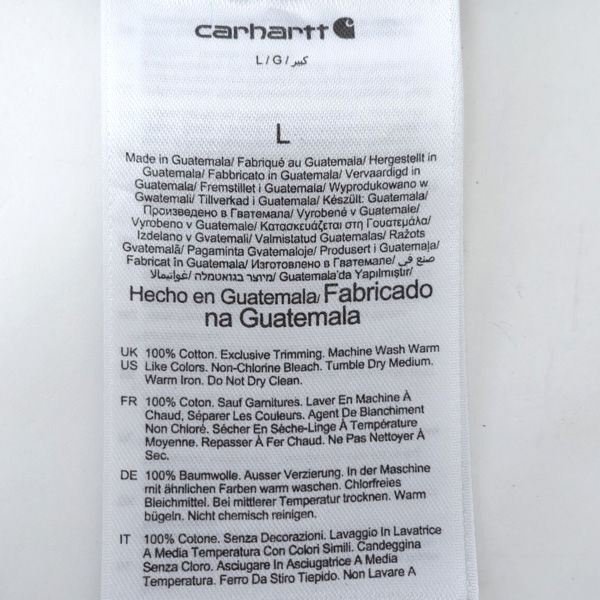 carhartt
L/G/كبير
L
Made in Guatemala/ Fabriqué au Guatemala/ Hergestellt in
Guatemala/ Fabbricato in Guatemala/ Vervaardigd in
Guatemala/ Fremstillet i Guatemala/ Wyprodukowano w
Gwatemali/ Tillverkad i Guatemala/ Készült: Guatemala/
Произведено в Гватемала/ Vyrobené v Guatemale/
Vyrobeno v Guatemale/ Κατασκευάζεται στη Γουατεμάλα/
Izdelano v Gvatemali/ Valmistatud Guatemalas/ Ražots
Gvatemalā/ Pagaminta Gvatemaloje/ Produsert i Guatemala/
Fabricat în Guatemala/ Изготовлено в Гватемале/ صنع في
غواتيمالا/ מיוצר בגואטמלה/ Guatemala'da Yapılmıştır/
Hecho en Guatemala/ Fabricado
na Guatemala
UK 100% Cotton. Exclusive Trimming. Machine Wash Warm
US Like Colors. Non-Chlorine Bleach. Tumble Dry Medium.
Warm Iron. Do Not Dry Clean.
FR 100% Coton. Sauf Garnitures. Laver En Machine À
Chaud, Séparer Les Couleurs. Agent De Blanchiment
Non Chloré. Sécher En Sèche-Linge À Température
Moyenne. Repasser À Fer Chaud. Ne Pas Nettoyer À
Sec.
DE 100% Baumwolle. Ausser Verzierung. In der Maschine
mit ähnlichen Farben warm waschen. Chlorfreies
Bleichmittel. Bei mittlerer Temperatur trocknen. Warm
bügeln. Nicht chemisch reinigen.
IT 100% Cotone. Senza Decorazioni. Lavaggio In Lavatrice
A Media Temperatura Con Colori Simili. Candeggina
Senza Cloro. Asciugare In Asciugatrice A Media
Temperatura. Ferro Da Stiro Tiepido. Non Lavare A